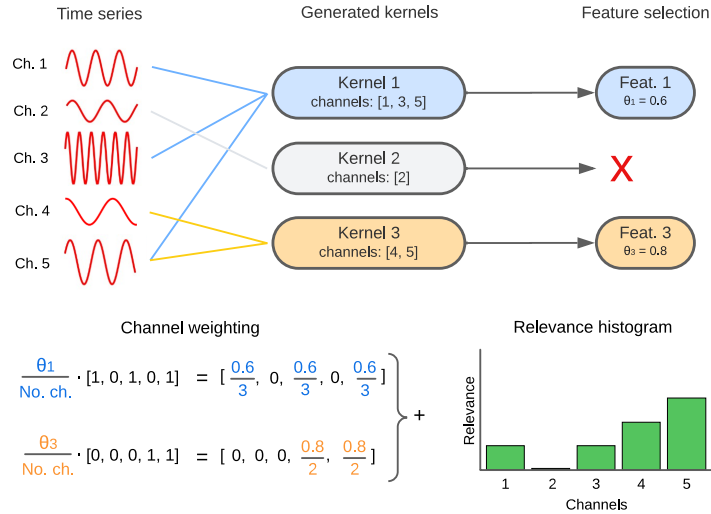 Time series
Generated kernels
Feature selection
Ch. 1
Ch. 2
Ch. 3
Ch. 4
Ch. 5
Kernel 1
channels: [1, 3, 5]
Feat. 1
θ₁ = 0.6
Kernel 2
channels: [2]
X
Kernel 3
channels: [4, 5]
Feat. 3
θ₃ = 0.8
Channel weighting
θ₁ / No. ch. · [1, 0, 1, 0, 1] = [ 0.6/3, 0, 0.6/3, 0, 0.6/3 ]
+
θ₃ / No. ch. · [0, 0, 0, 1, 1] = [ 0, 0, 0, 0.8/2, 0.8/2 ]
Relevance histogram
Relevance
1 2 3 4 5
Channels